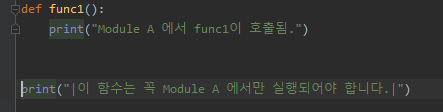 def func1():
    print("Module A 에서 func1이 호출됨.")
print("|이 함수는 꼭 Module A 에서만 실행되어야 합니다.|")